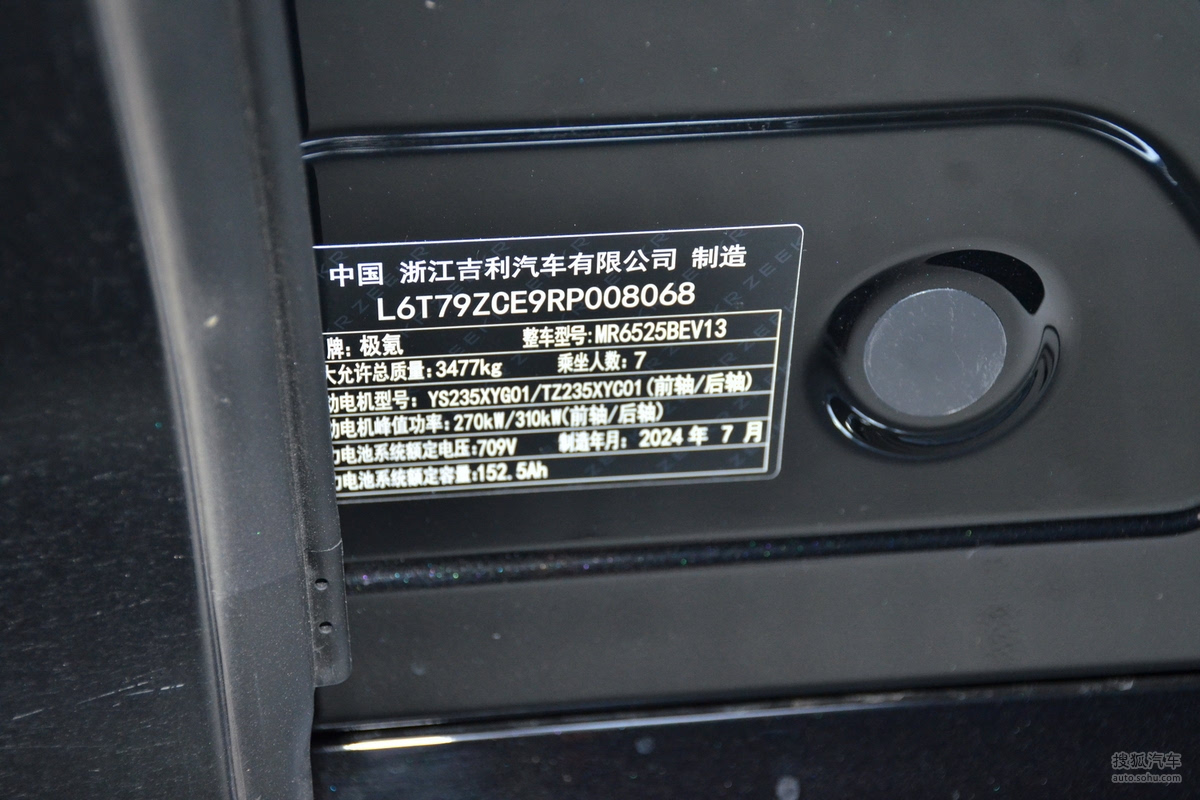 中国 浙江吉利汽车有限公司 制造
L6T79ZCE9RP008068
牌: 极氪 整车型号:MR6525BEV13
大允许总质量:3477kg 乘坐人数: 7
动电机型号: YS235XYG01/TZ235XYC01(前轴/后轴)
动电机峰值功率:270kW/310kW(前轴/后轴)
力电池系统额定电压:709V 制造年月: 2024 年 7 月
力电池系统额定容量:152.5Ah
搜狐汽车
auto.sohu.com